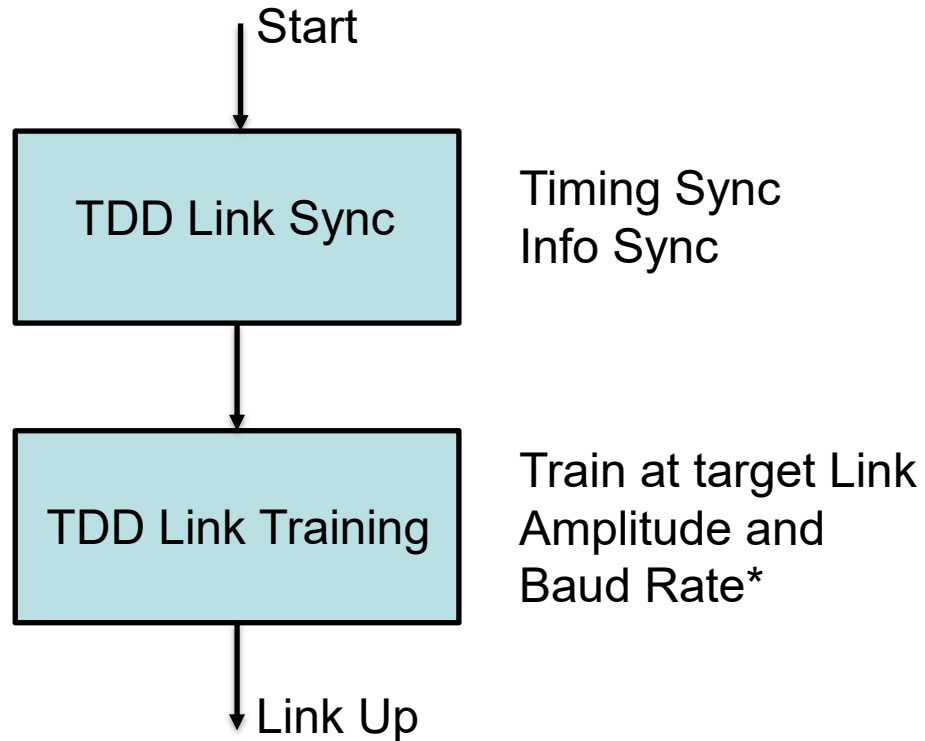 Start
TDD Link Sync
Timing Sync
Info Sync
TDD Link Training
Train at target Link
Amplitude and
Baud Rate*
Link Up